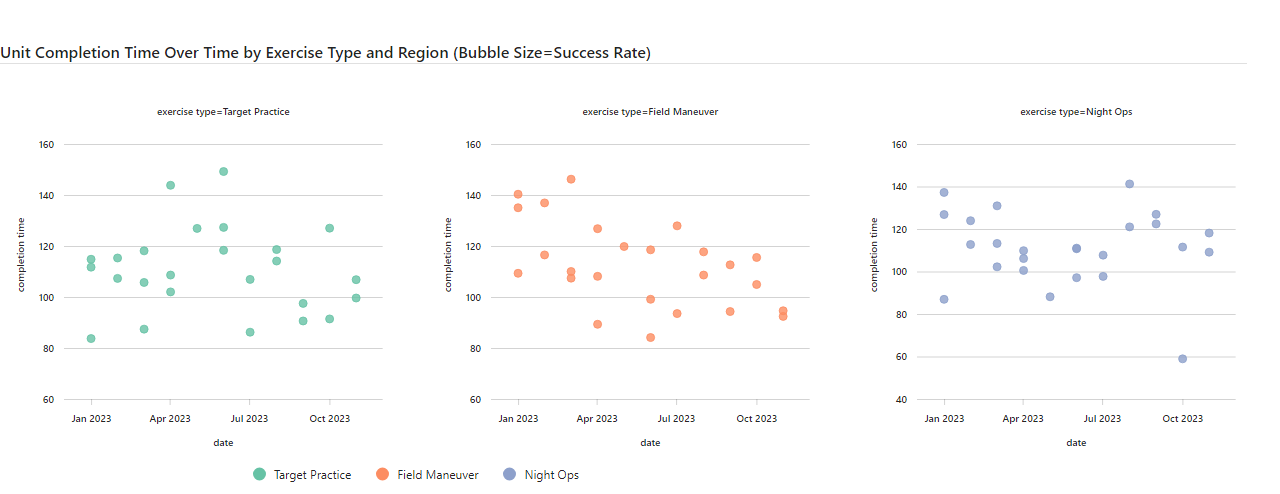 Unit Completion Time Over Time by Exercise Type and Region (Bubble Size=Success Rate)
exercise type=Target Practice
160
140
120
100
80
60
completion time
Jan 2023 Apr 2023 Jul 2023 Oct 2023
date
exercise type=Field Maneuver
160
140
120
100
80
60
completion time
Jan 2023 Apr 2023 Jul 2023 Oct 2023
date
exercise type=Night Ops
160
140
120
100
80
60
40
completion time
Jan 2023 Apr 2023 Jul 2023 Oct 2023
date
Target Practice Field Maneuver Night Ops